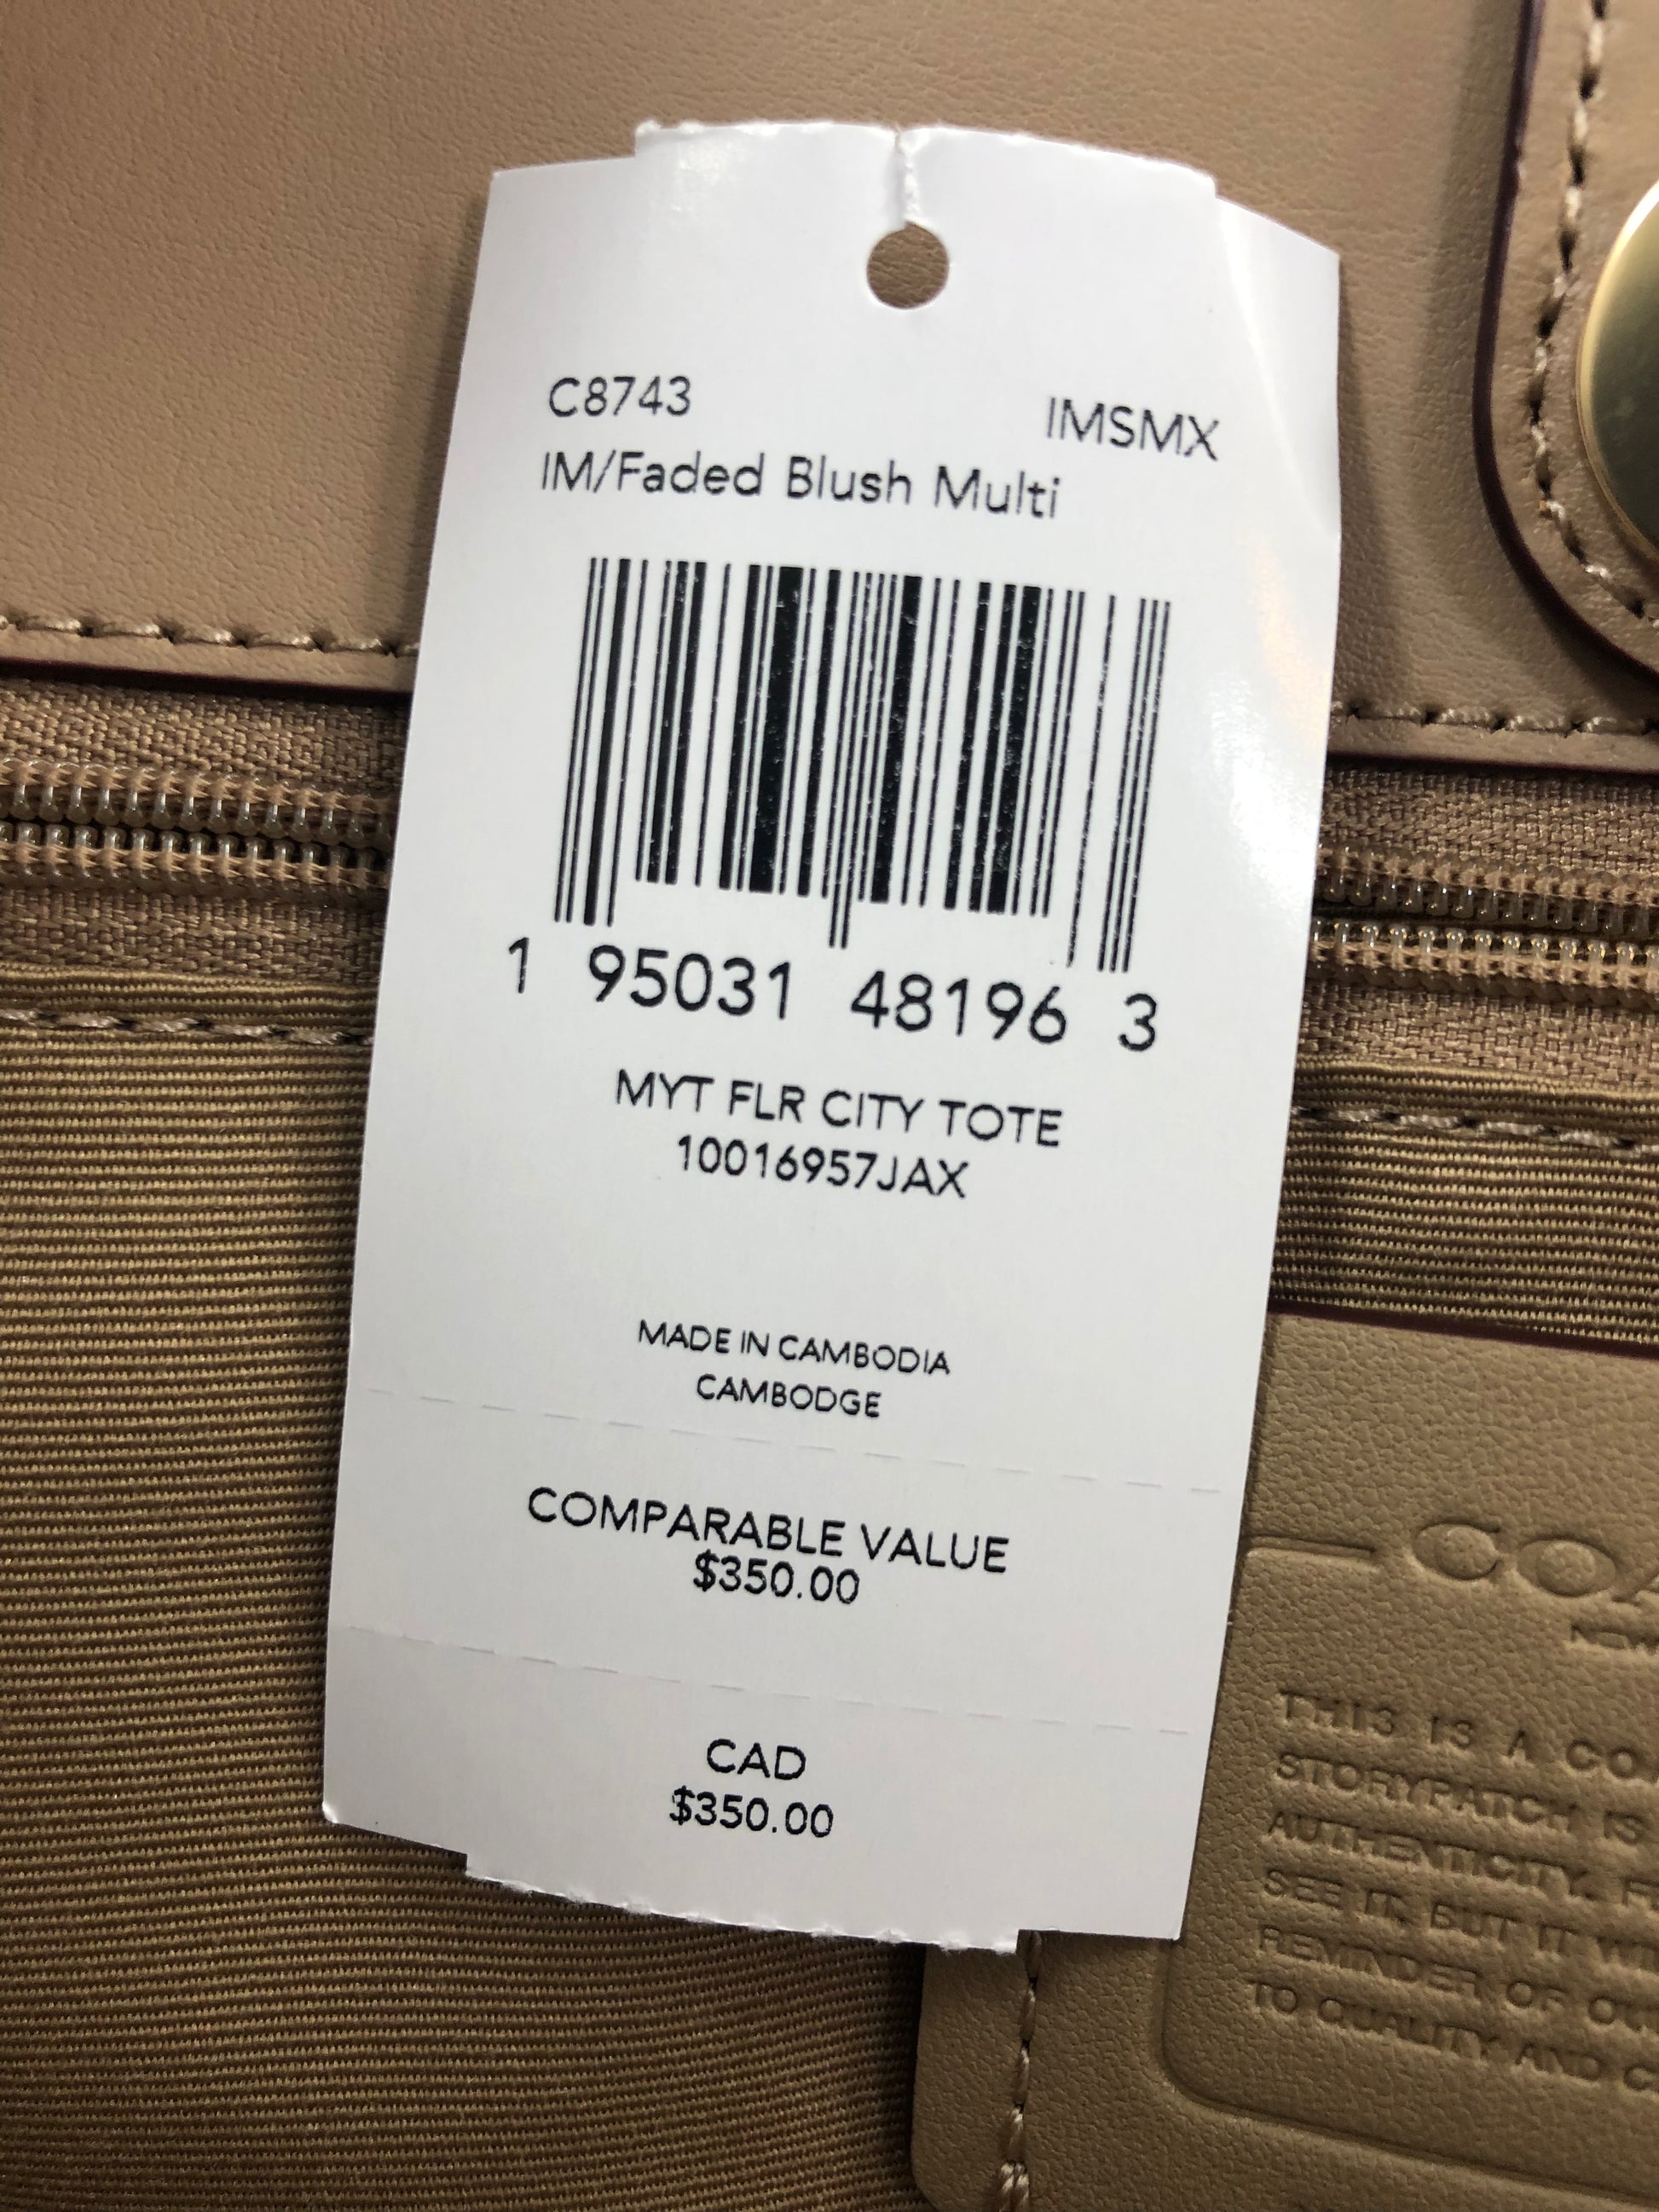 C8743 IMSMX
IM/Faded Blush Multi
1 95031 48196 3
MYT FLR CITY TOTE
10016957JAX
MADE IN CAMBODIA
CAMBODGE
COMPARABLE VALUE
$350.00
CAD
$350.00
THIS IS A
STORYPATCH IS
AUTHENTICITY.
SEE IT, BUT IT
REMINDER OF
TO QUALITY AND